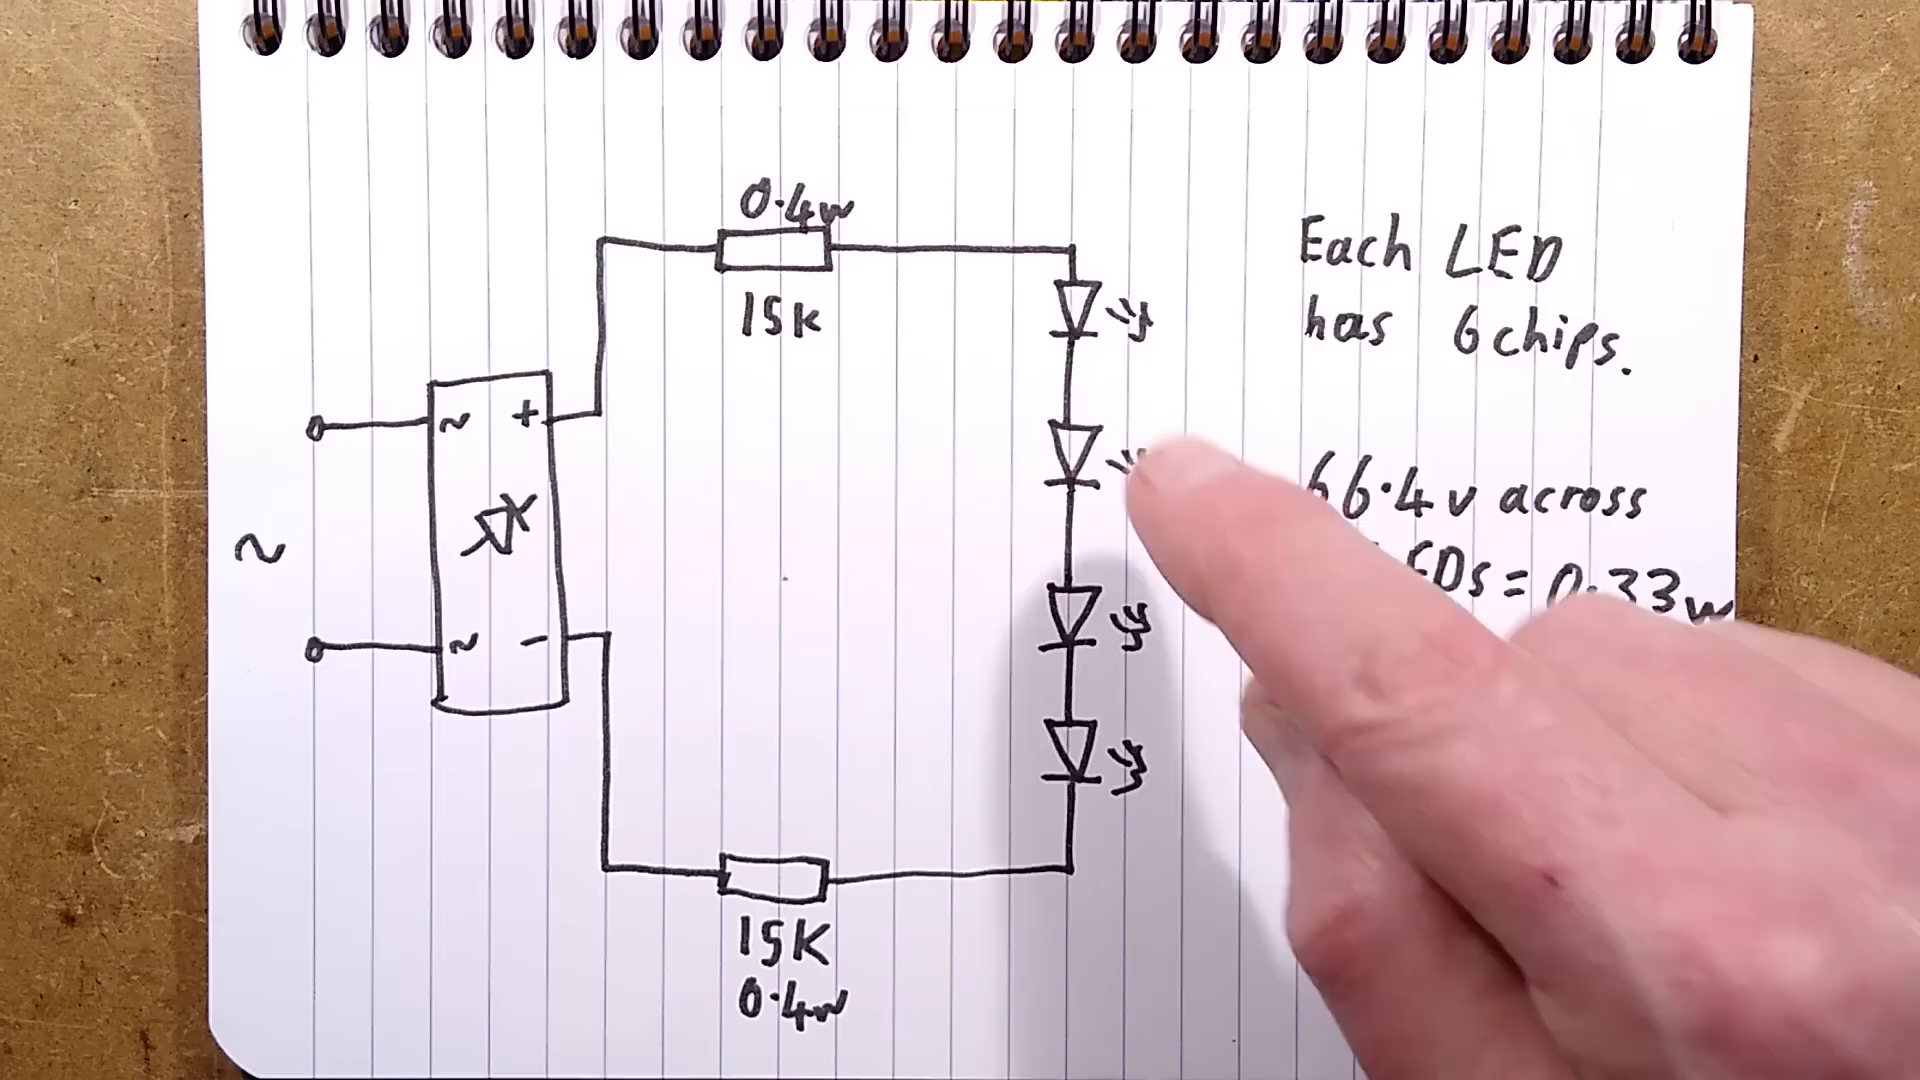 0.4w
15K
Each LED
has 6 chips.
~ +
66.4v across
= 0.33w
~
~ -
15K
0.4w